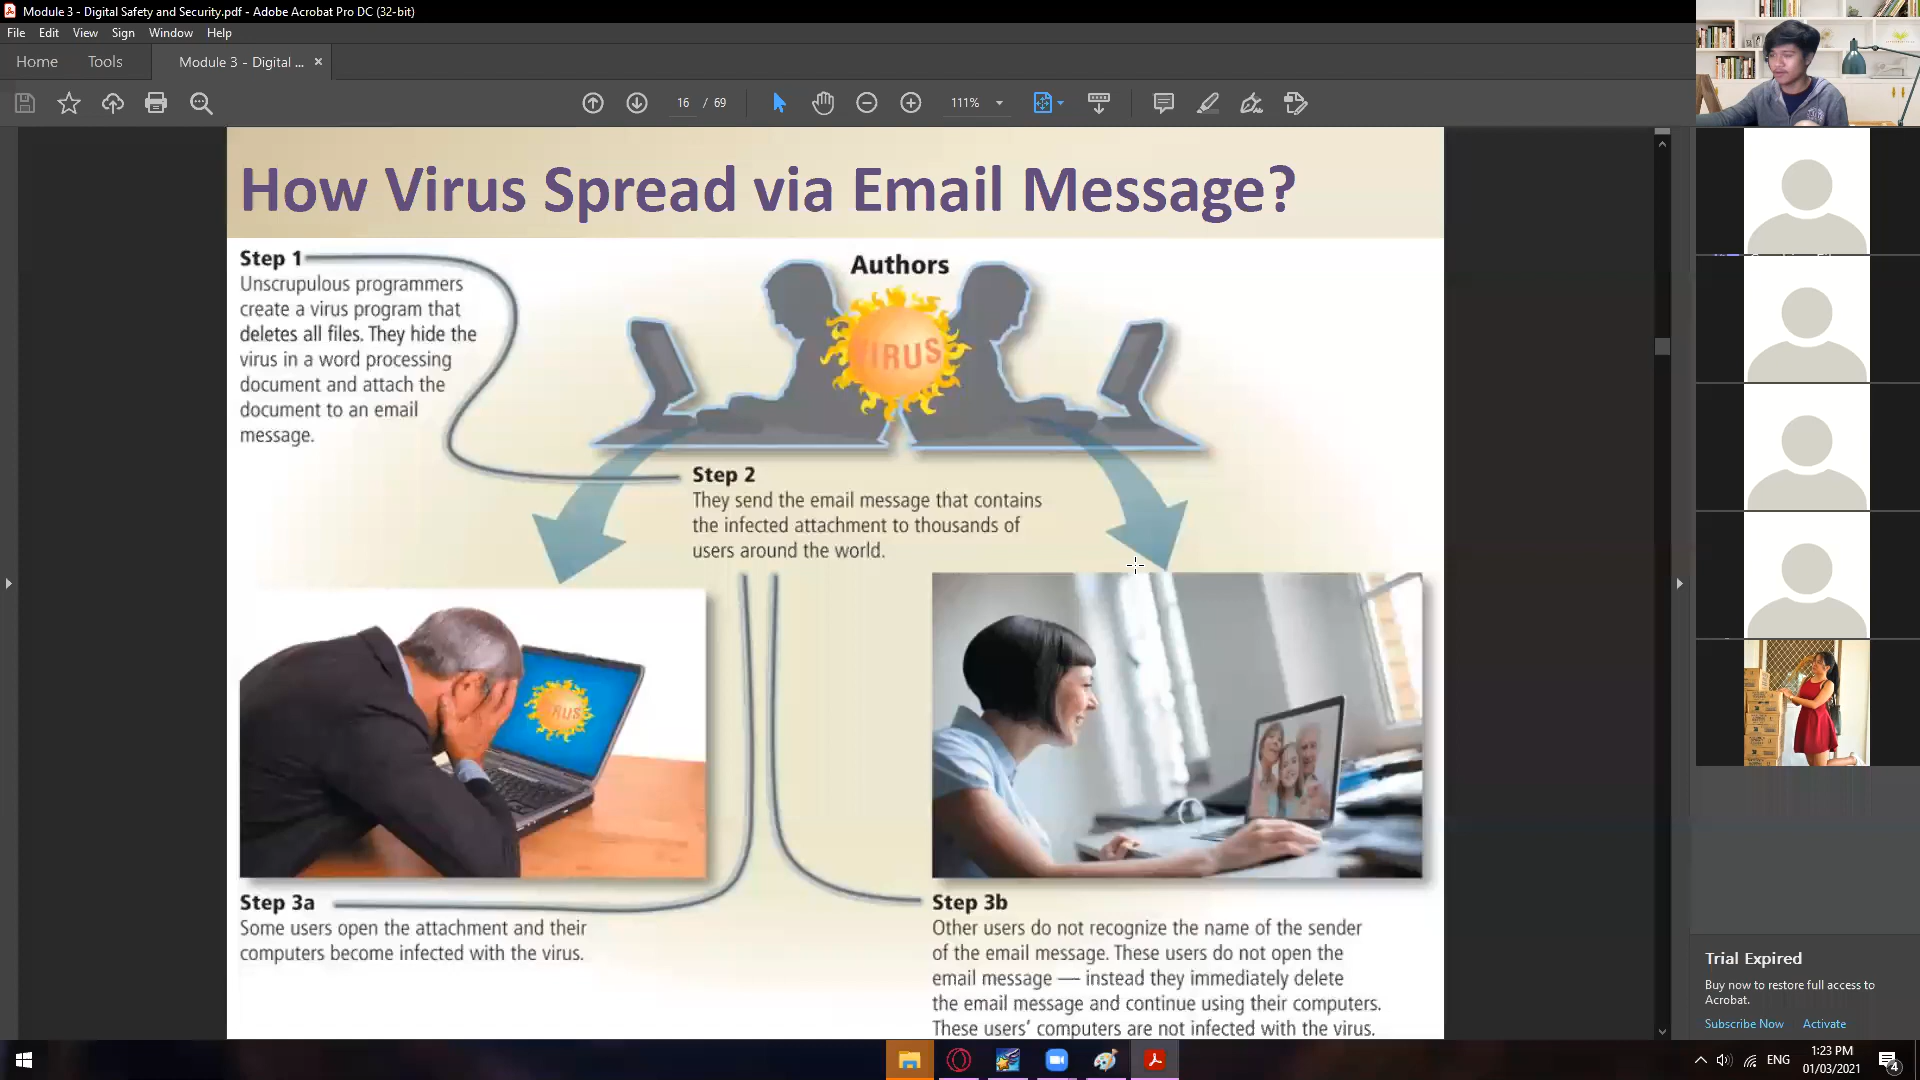 Module 3 - Digital Safety and Security.pdf - Adobe Acrobat Pro DC (32-bit)
File Edit View Sign Window Help
Home Tools Module 3 - Digital ... ×
16 / 69 111%
How Virus Spread via Email Message?
Step 1
Unscrupulous programmers
create a virus program that
deletes all files. They hide the
virus in a word processing
document and attach the
document to an email
message.
Authors
VIRUS
Step 2
They send the email message that contains
the infected attachment to thousands of
users around the world.
VIRUS
Step 3a
Some users open the attachment and their
computers become infected with the virus.
Step 3b
Other users do not recognize the name of the sender
of the email message. These users do not open the
email message — instead they immediately delete
the email message and continue using their computers.
These users' computers are not infected with the virus.
Trial Expired
Buy now to restore full access to
Acrobat.
Subscribe Now Activate
ENG
1:23 PM
01/03/2021
4